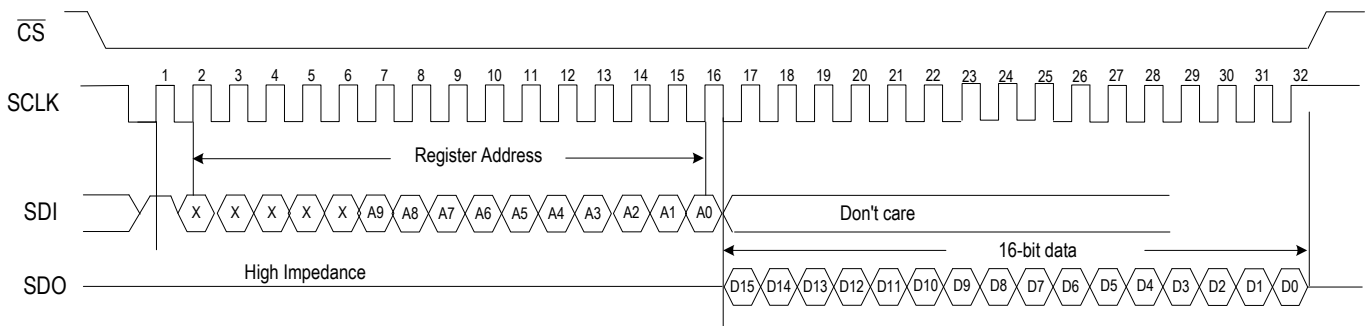 CS
1 2 3 4 5 6 7 8 9 10 11 12 13 14 15 16 17 18 19 20 21 22 23 24 25 26 27 28 29 30 31 32
SCLK
Register Address
SDI X X X X X A9 A8 A7 A6 A5 A4 A3 A2 A1 A0 Don't care
16-bit data
High Impedance
SDO D15 D14 D13 D12 D11 D10 D9 D8 D7 D6 D5 D4 D3 D2 D1 D0